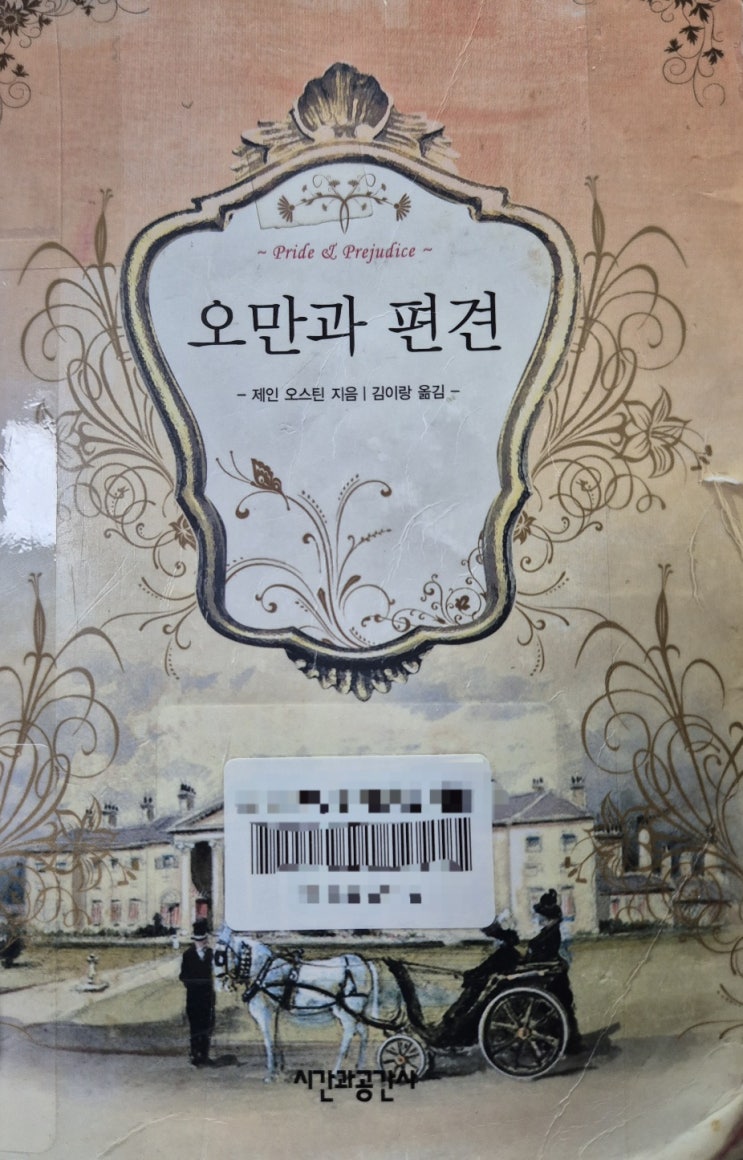 ~ Pride & Prejudice ~
오만과 편견
– 제인 오스틴 지음 | 김이랑 옮김 –
시간과공간사